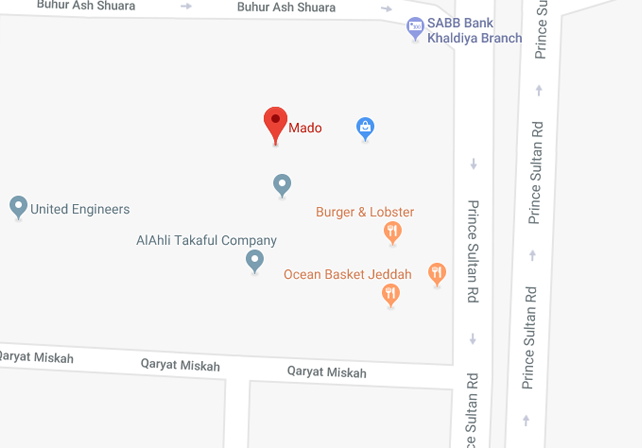 Buhur Ash Shuara
Buhur Ash Shuara
SABB Bank
Khaldiya Branch
Prince Su
Mado
Prince Sultan Rd
United Engineers
Burger & Lobster
Prince Sultan Rd
AlAhli Takaful Company
Ocean Basket Jeddah
Prince Sultan Rd
Qaryat Miskah
Qaryat Miskah
Qaryat Miskah
ce Sultan Rd